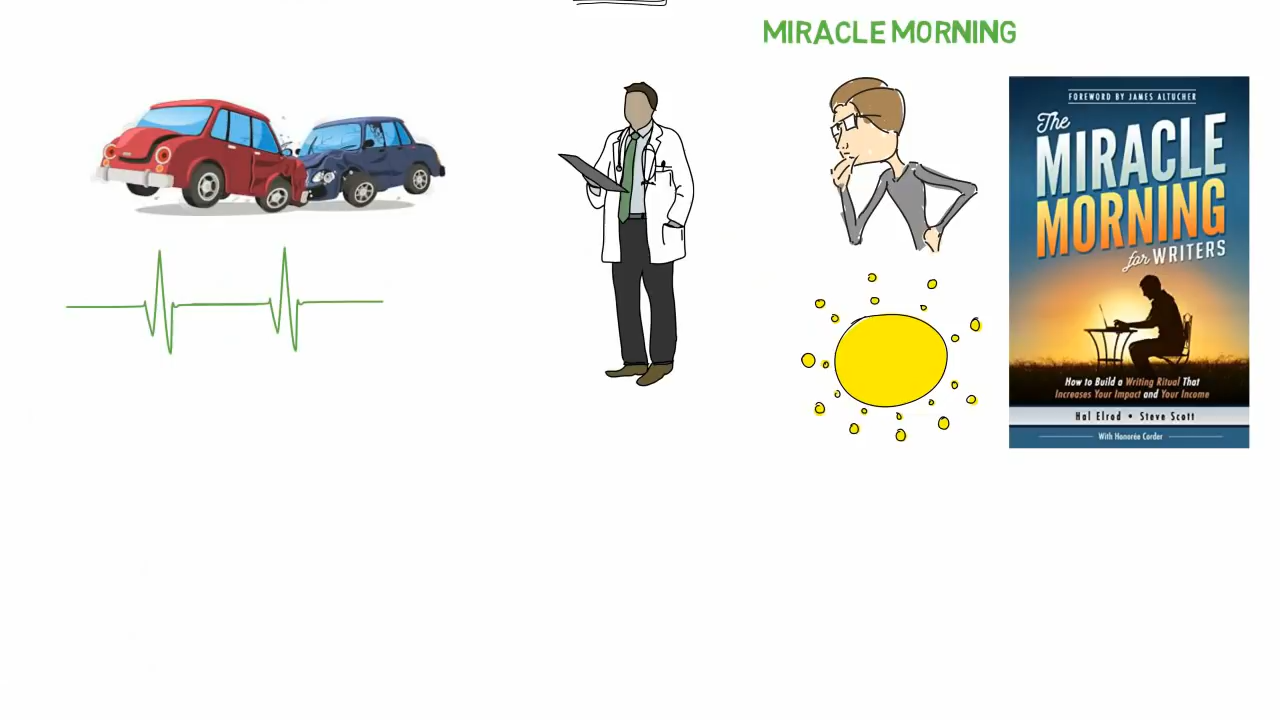 MIRACLE MORNING
FOREWORD BY JAMES ALTUCHER
The
MIRACLE
MORNING
for WRITERS
How to Build a Writing Ritual That
Increases Your Impact and Your Income
Hal Elrod • Steve Scott
With Honorée Corder